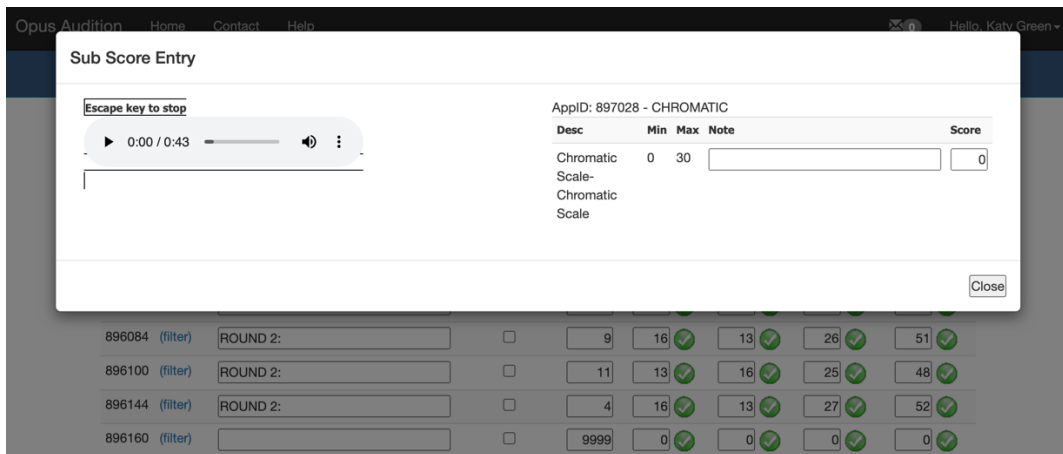 Opus Audition Home Contact Help 0 Hello, Katy Green
Sub Score Entry
Escape key to stop
0:00 / 0:43
AppID: 897028 - CHROMATIC
Desc Min Max Note Score
Chromatic 0 30 0
Scale-
Chromatic
Scale
Close
896084 (filter) ROUND 2: 9 16 13 26 51
896100 (filter) ROUND 2: 11 13 16 25 48
896144 (filter) ROUND 2: 4 16 13 27 52
896160 (filter) 9999 0 0 0 0